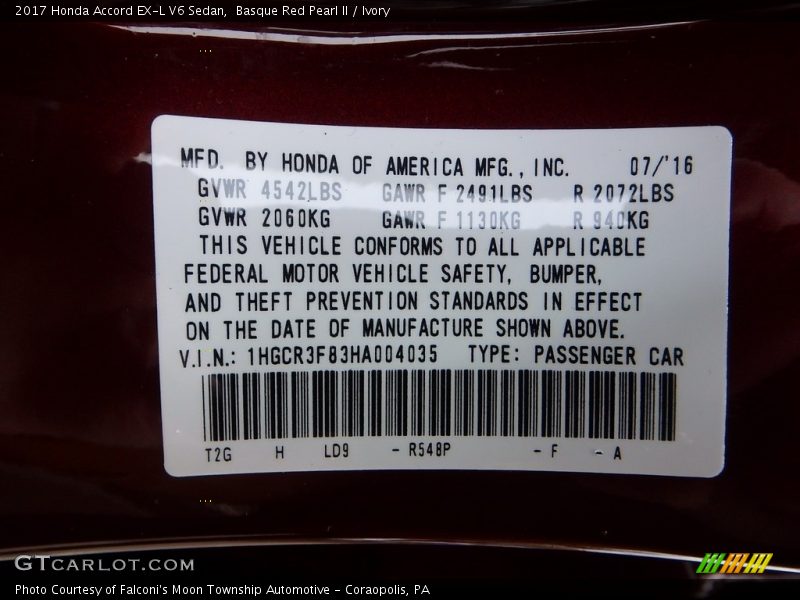 2017 Honda Accord EX-L V6 Sedan,  Basque Red Pearl II / Ivory
MFD. BY HONDA OF AMERICA MFG., INC. 07/'16
GVWR 4542LBS GAWR F 2491LBS R 2072LBS
GVWR 2060KG GAWR F 1130KG R 940KG
THIS VEHICLE CONFORMS TO ALL APPLICABLE
FEDERAL MOTOR VEHICLE SAFETY, BUMPER,
AND THEFT PREVENTION STANDARDS IN EFFECT
ON THE DATE OF MANUFACTURE SHOWN ABOVE.
V.I.N.: 1HGCR3F83HA004035 TYPE: PASSENGER CAR
T2G H LD9 - R548P - F - A
GTCARLOT.COM
Photo Courtesy of Falconi's Moon Township Automotive - Coraopolis, PA